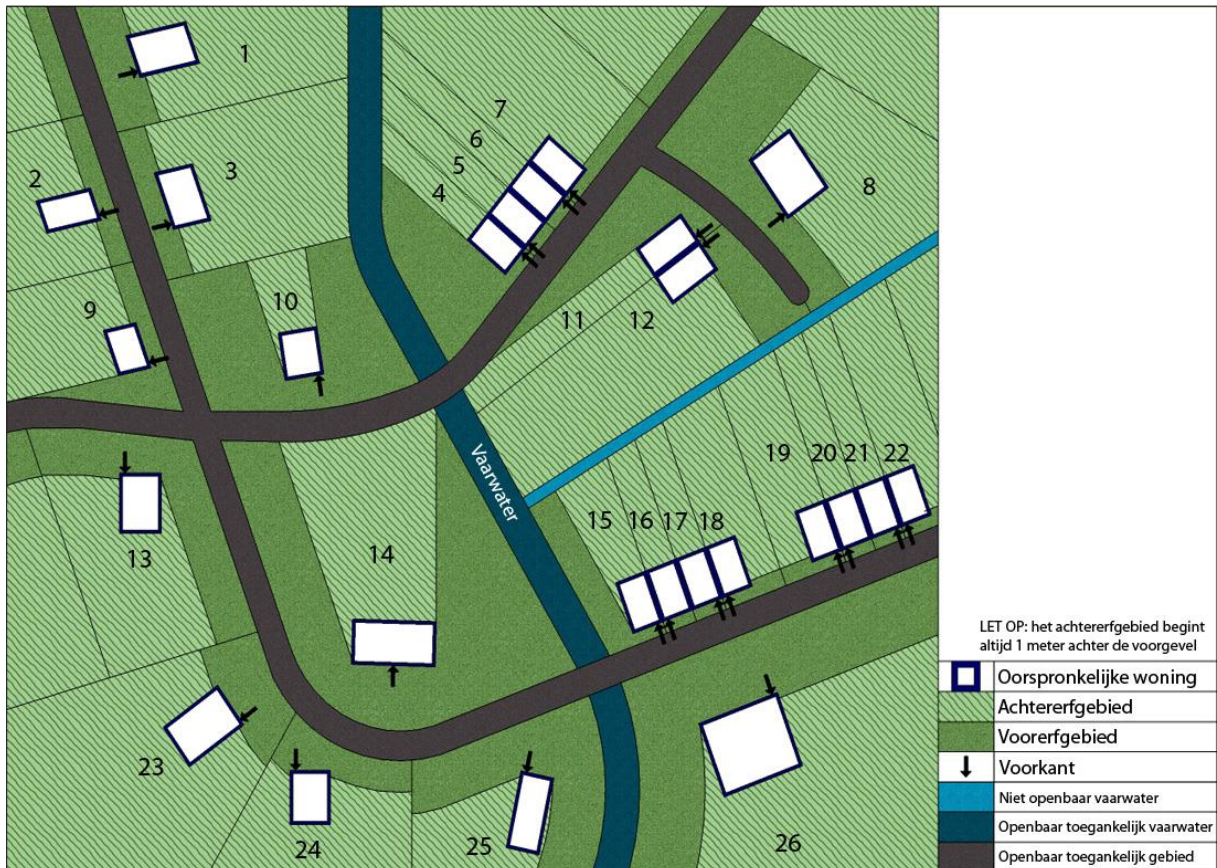 1
7
6
2
3
5
4
8
9
10
11
12
Vaarwater
19
20
21
22
15
16
17
18
13
14
LET OP: het achtererfgebied begint
altijd 1 meter achter de voorgevel
Oorspronkelijke woning
Achtererfgebied
Voorerfgebied
Voorkant
Niet openbaar vaarwater
Openbaar toegankelijk vaarwater
Openbaar toegankelijk gebied
23
24
25
26